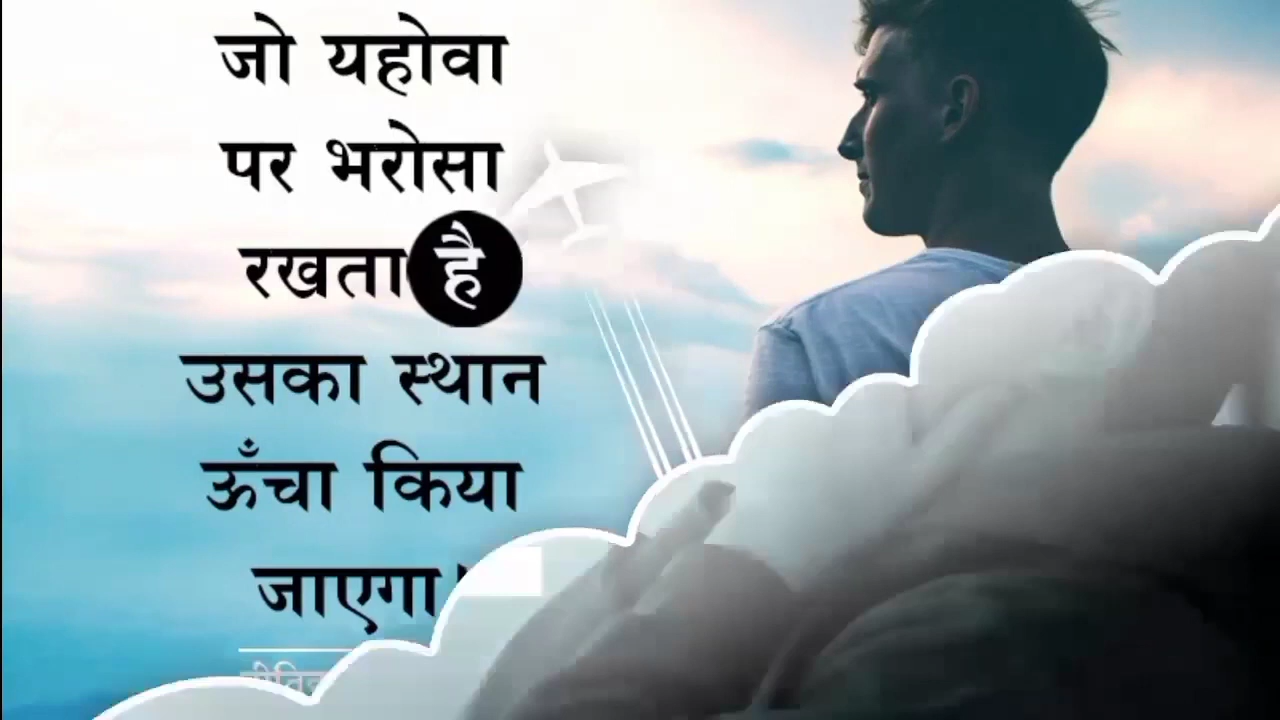 जो यहोवा
पर भरोसा
रखता है
उसका स्थान
ऊँचा किया
जाएगा।